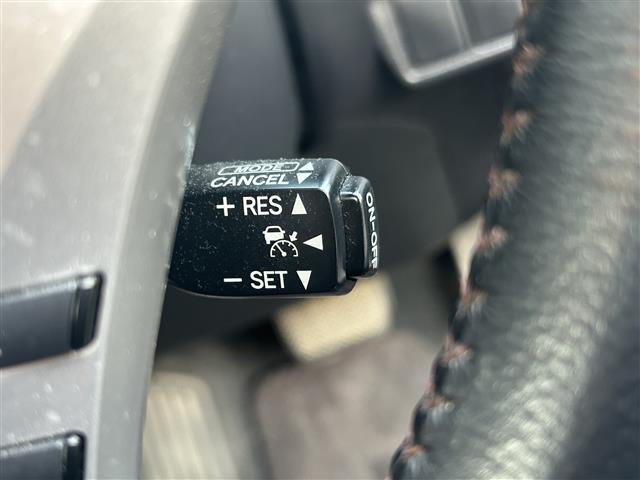 MODE
CANCEL
+ RES
ON-OFF
− SET